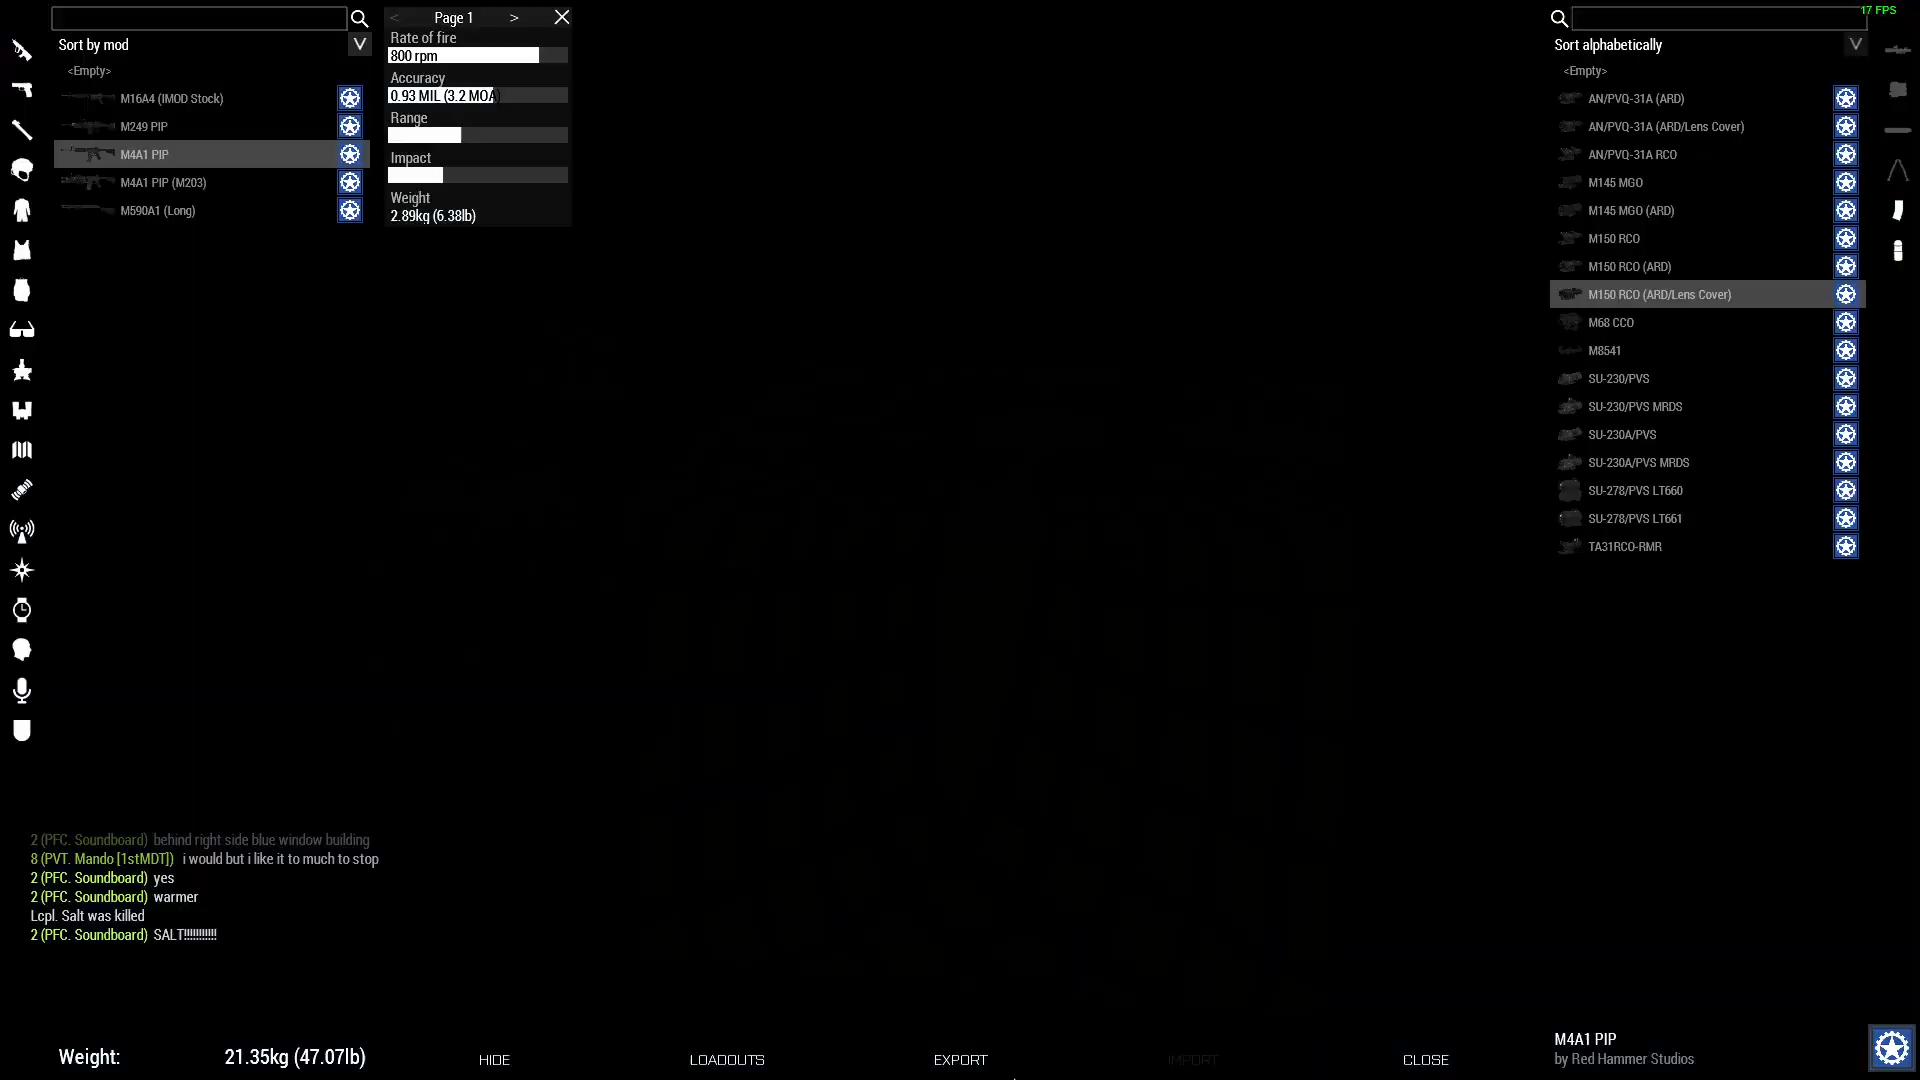 Sort by mod
<Empty>
M16A4 (IMOD Stock)
M249 PIP
M4A1 PIP
M4A1 PIP (M203)
M590A1 (Long)
< Page 1 >
Rate of fire
800 rpm
Accuracy
0.93 MIL (3.2 MOA)
Range
Impact
Weight
2.89kg (6.38lb)
17 FPS
Sort alphabetically
<Empty>
AN/PVQ-31A (ARD)
AN/PVQ-31A (ARD/Lens Cover)
AN/PVQ-31A RCO
M145 MGO
M145 MGO (ARD)
M150 RCO
M150 RCO (ARD)
M150 RCO (ARD/Lens Cover)
M68 CCO
M8541
SU-230/PVS
SU-230/PVS MRDS
SU-230A/PVS
SU-230A/PVS MRDS
SU-278/PVS LT660
SU-278/PVS LT661
TA31RCO-RMR
2 (PFC. Soundboard) behind right side blue window building
8 (PVT. Mando [1stMDT]) i would but i like it to much to stop
2 (PFC. Soundboard) yes
2 (PFC. Soundboard) warmer
Lcpl. Salt was killed
2 (PFC. Soundboard) SALT!!!!!!!!!!!
Weight: 21.35kg (47.07lb)
HIDE
LOADOUTS
EXPORT
IMPORT
CLOSE
M4A1 PIP
by Red Hammer Studios